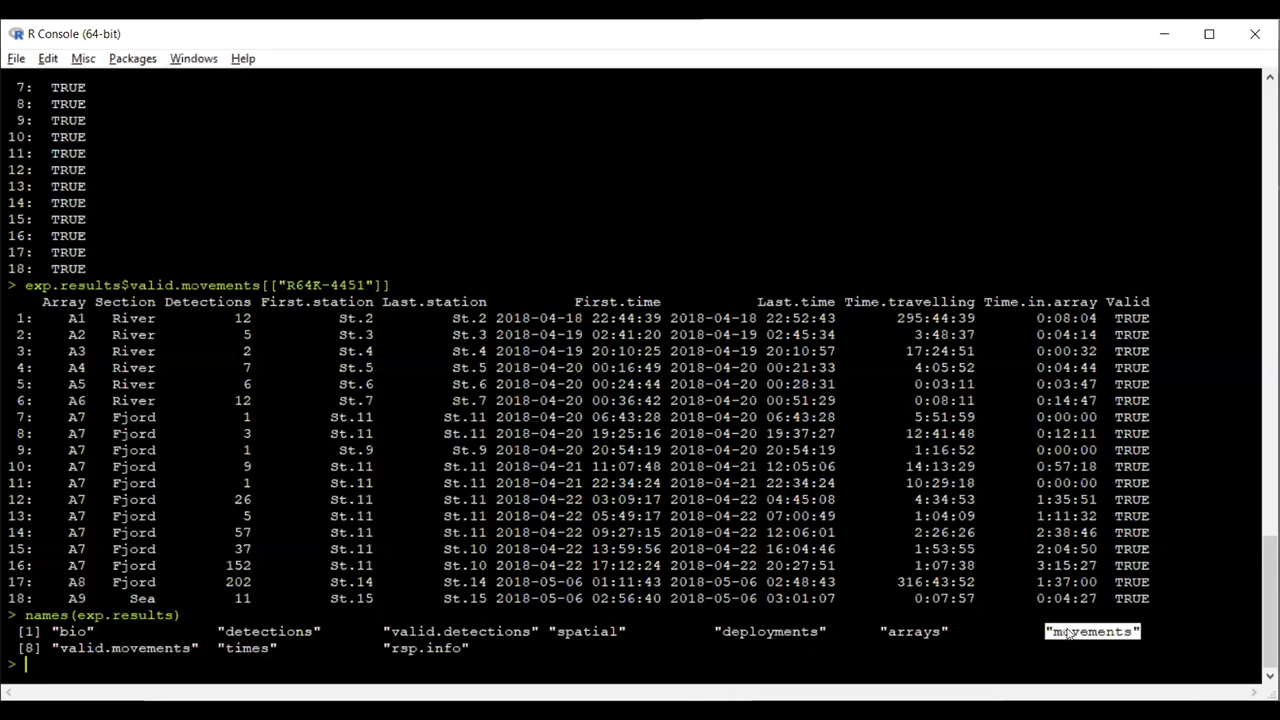 R Console (64-bit)
File Edit Misc Packages Windows Help
7: TRUE
8: TRUE
9: TRUE
10: TRUE
11: TRUE
12: TRUE
13: TRUE
14: TRUE
15: TRUE
16: TRUE
17: TRUE
18: TRUE
> exp.results$valid.movements[["R64K-4451"]]
Array Section Detections First.station Last.station First.time Last.time Time.travelling Time.in.array Valid
1: A1 River 12 St.2 St.2 2018-04-18 22:44:39 2018-04-18 22:52:43 295:44:39 0:08:04 TRUE
2: A2 River 5 St.3 St.3 2018-04-19 02:41:20 2018-04-19 02:45:34 3:48:37 0:04:14 TRUE
3: A3 River 2 St.4 St.4 2018-04-19 20:10:25 2018-04-19 20:10:57 17:24:51 0:00:32 TRUE
4: A4 River 7 St.5 St.5 2018-04-20 00:16:49 2018-04-20 00:21:33 4:05:52 0:04:44 TRUE
5: A5 River 6 St.6 St.6 2018-04-20 00:24:44 2018-04-20 00:28:31 0:03:11 0:03:47 TRUE
6: A6 River 12 St.7 St.7 2018-04-20 00:36:42 2018-04-20 00:51:29 0:08:11 0:14:47 TRUE
7: A7 Fjord 1 St.11 St.11 2018-04-20 06:43:28 2018-04-20 06:43:28 5:51:59 0:00:00 TRUE
8: A7 Fjord 3 St.11 St.11 2018-04-20 19:25:16 2018-04-20 19:37:27 12:41:48 0:12:11 TRUE
9: A7 Fjord 1 St.9 St.9 2018-04-20 20:54:19 2018-04-20 20:54:19 1:16:52 0:00:00 TRUE
10: A7 Fjord 9 St.11 St.11 2018-04-21 11:07:48 2018-04-21 12:05:06 14:13:29 0:57:18 TRUE
11: A7 Fjord 1 St.11 St.11 2018-04-21 22:34:24 2018-04-21 22:34:24 10:29:18 0:00:00 TRUE
12: A7 Fjord 26 St.11 St.11 2018-04-22 03:09:17 2018-04-22 04:45:08 4:34:53 1:35:51 TRUE
13: A7 Fjord 5 St.11 St.11 2018-04-22 05:49:17 2018-04-22 07:00:49 1:04:09 1:11:32 TRUE
14: A7 Fjord 57 St.11 St.11 2018-04-22 09:27:15 2018-04-22 12:06:01 2:26:26 2:38:46 TRUE
15: A7 Fjord 37 St.11 St.10 2018-04-22 13:59:56 2018-04-22 16:04:46 1:53:55 2:04:50 TRUE
16: A7 Fjord 152 St.11 St.10 2018-04-22 17:12:24 2018-04-22 20:27:51 1:07:38 3:15:27 TRUE
17: A8 Fjord 202 St.14 St.14 2018-05-06 01:11:43 2018-05-06 02:48:43 316:43:52 1:37:00 TRUE
18: A9 Sea 11 St.15 St.15 2018-05-06 02:56:40 2018-05-06 03:01:07 0:07:57 0:04:27 TRUE
> names(exp.results)
[1] "bio" "detections" "valid.detections" "spatial" "deployments" "arrays" "movements"
[8] "valid.movements" "times" "rsp.info"
>